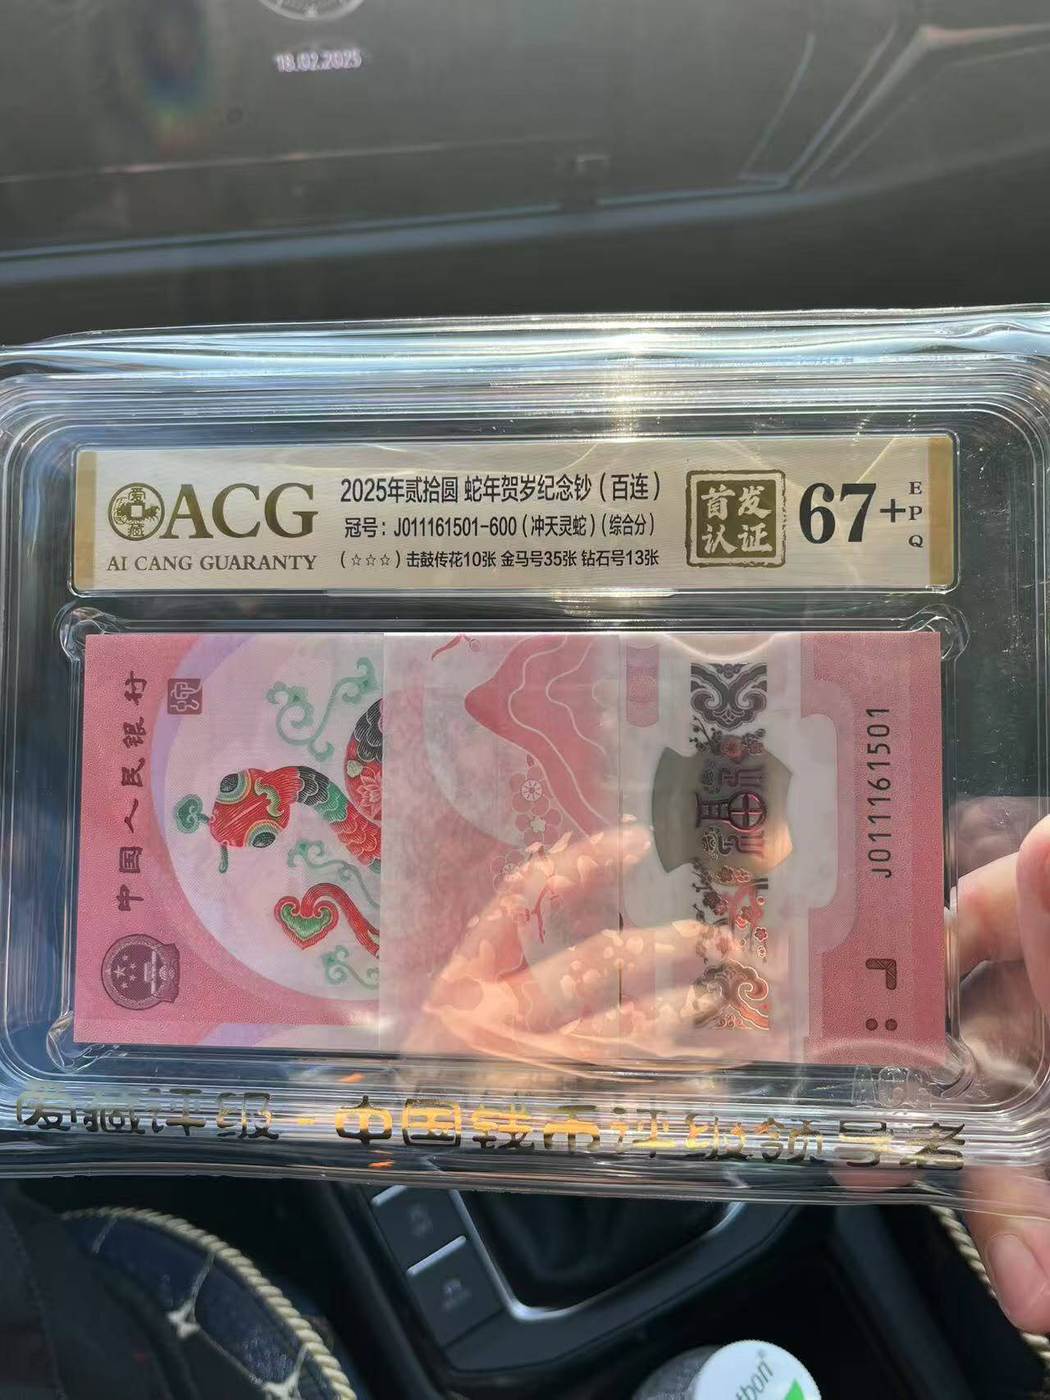 18.02.2025
ACG
AI CANG GUARANTY
2025年贰拾圆 蛇年贺岁纪念钞（百连）
冠号：J011161501-600（冲天灵蛇）（综合分）
（☆☆☆）击鼓传花10张 金马号35张 钻石号13张
首发
认证
67+
EPQ
中国人民银行
J011161501
爱藏评级-中国钱币评级领导者